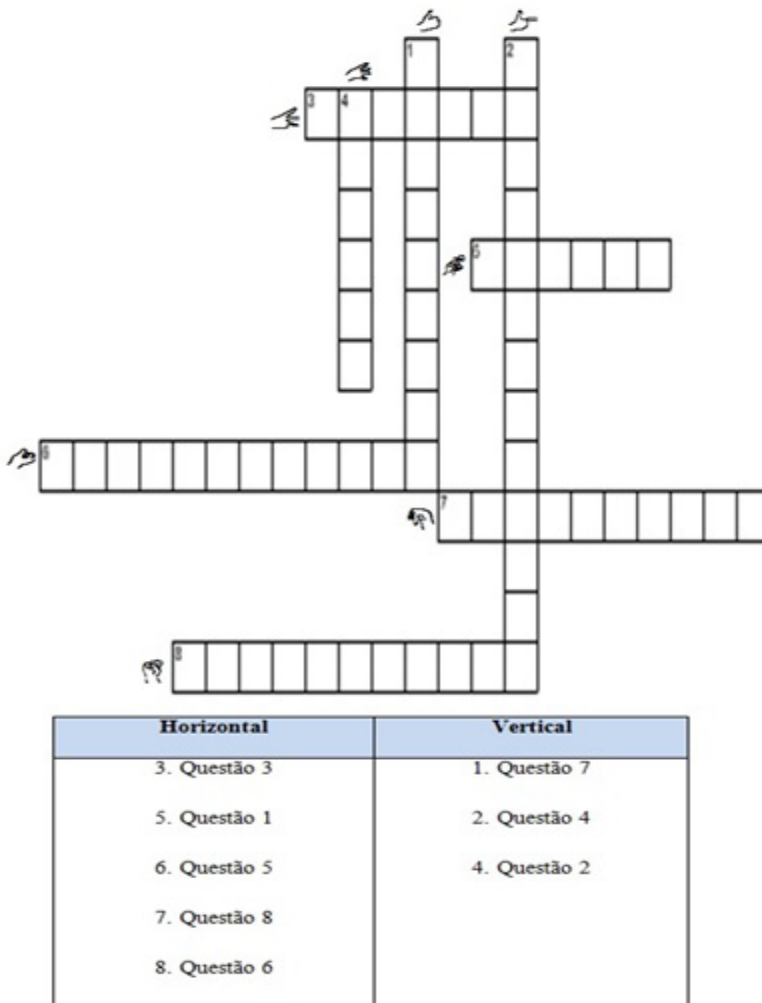 1
2
3
4
5
6
7
8
Horizontal
Vertical
3. Questão 3
1. Questão 7
5. Questão 1
2. Questão 4
6. Questão 5
4. Questão 2
7. Questão 8
8. Questão 6